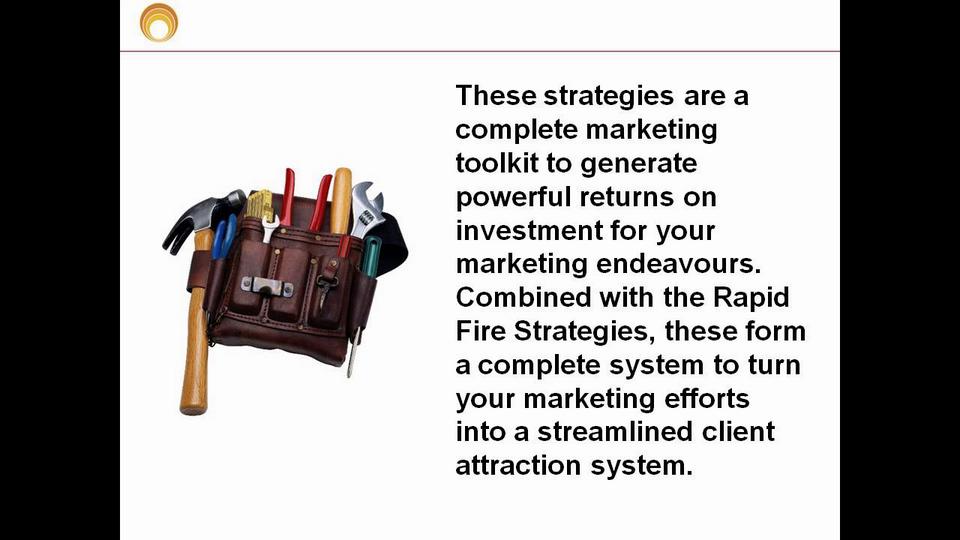 These strategies are a
complete marketing
toolkit to generate
powerful returns on
investment for your
marketing endeavours.
Combined with the Rapid
Fire Strategies, these form
a complete system to turn
your marketing efforts
into a streamlined client
attraction system.